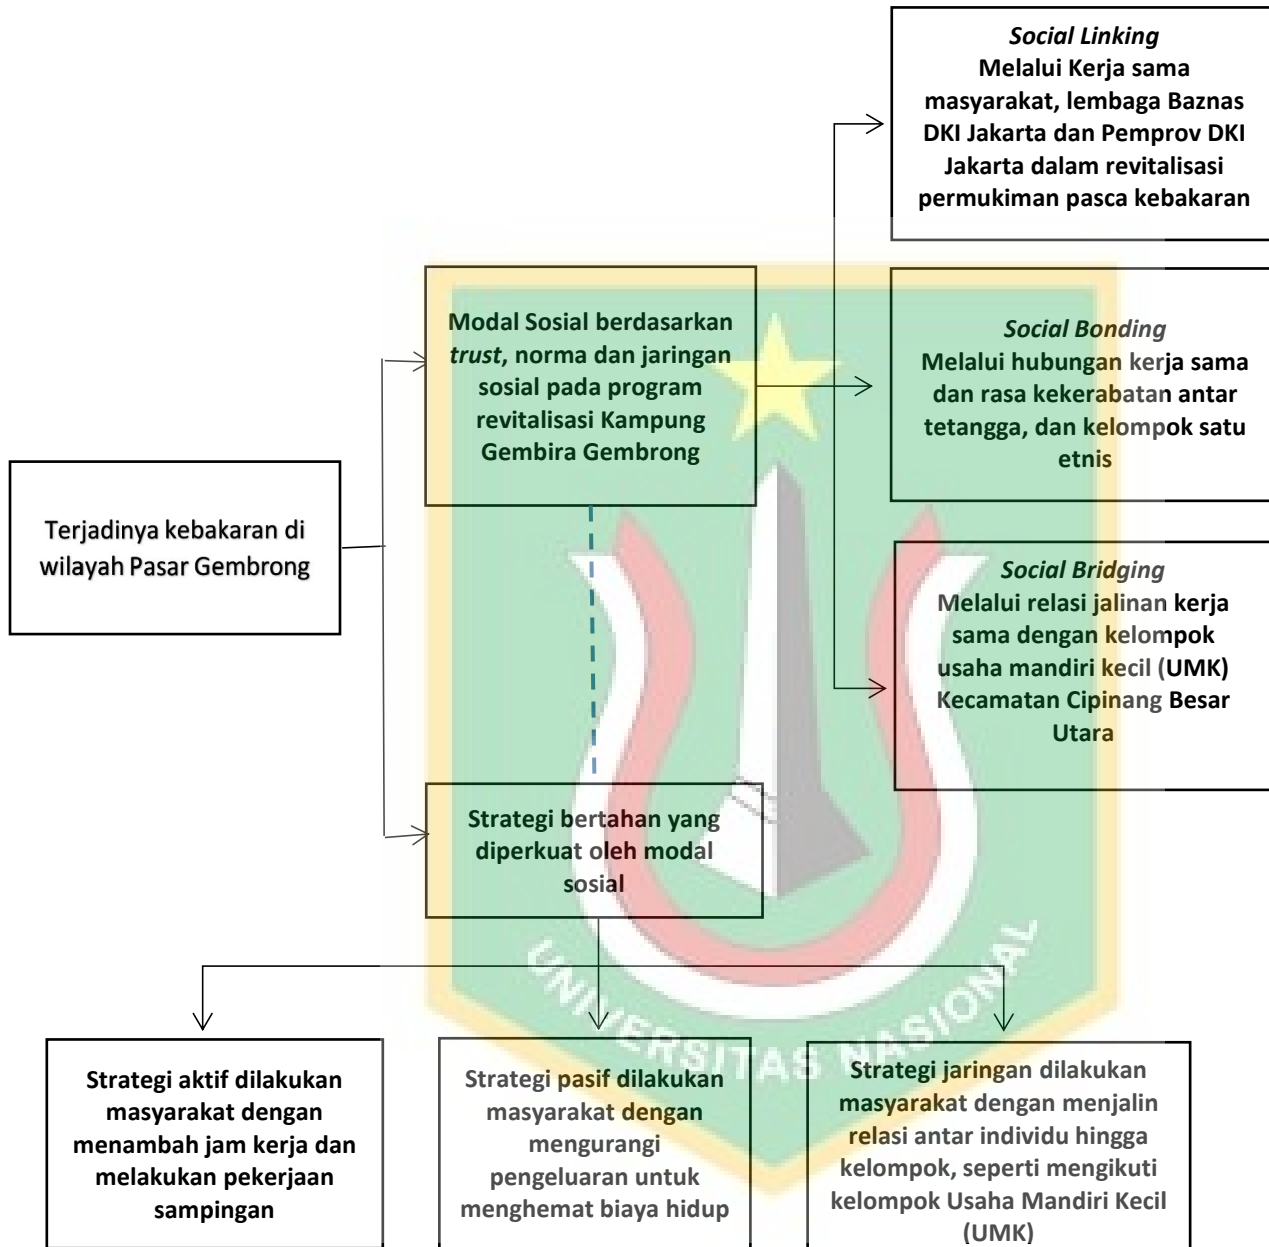 Social Linking
Melalui Kerja sama
masyarakat, lembaga Baznas
DKI Jakarta dan Pemprov DKI
Jakarta dalam revitalisasi
permukiman pasca kebakaran
Modal Sosial berdasarkan
trust, norma dan jaringan
sosial pada program
revitalisasi Kampung
Gembira Gembrong
Social Bonding
Melalui hubungan kerja sama
dan rasa kekerabatan antar
tetangga, dan kelompok satu
etnis
Terjadinya kebakaran di
wilayah Pasar Gembrong
Social Bridging
Melalui relasi jalinan kerja
sama dengan kelompok
usaha mandiri kecil (UMK)
Kecamatan Cipinang Besar
Utara
Strategi bertahan yang
diperkuat oleh modal
sosial
UNIVERSITAS NASIONAL
Strategi aktif dilakukan
masyarakat dengan
menambah jam kerja dan
melakukan pekerjaan
sampingan
Strategi pasif dilakukan
masyarakat dengan
mengurangi
pengeluaran untuk
menghemat biaya hidup
Strategi jaringan dilakukan
masyarakat dengan menjalin
relasi antar individu hingga
kelompok, seperti mengikuti
kelompok Usaha Mandiri Kecil
(UMK)